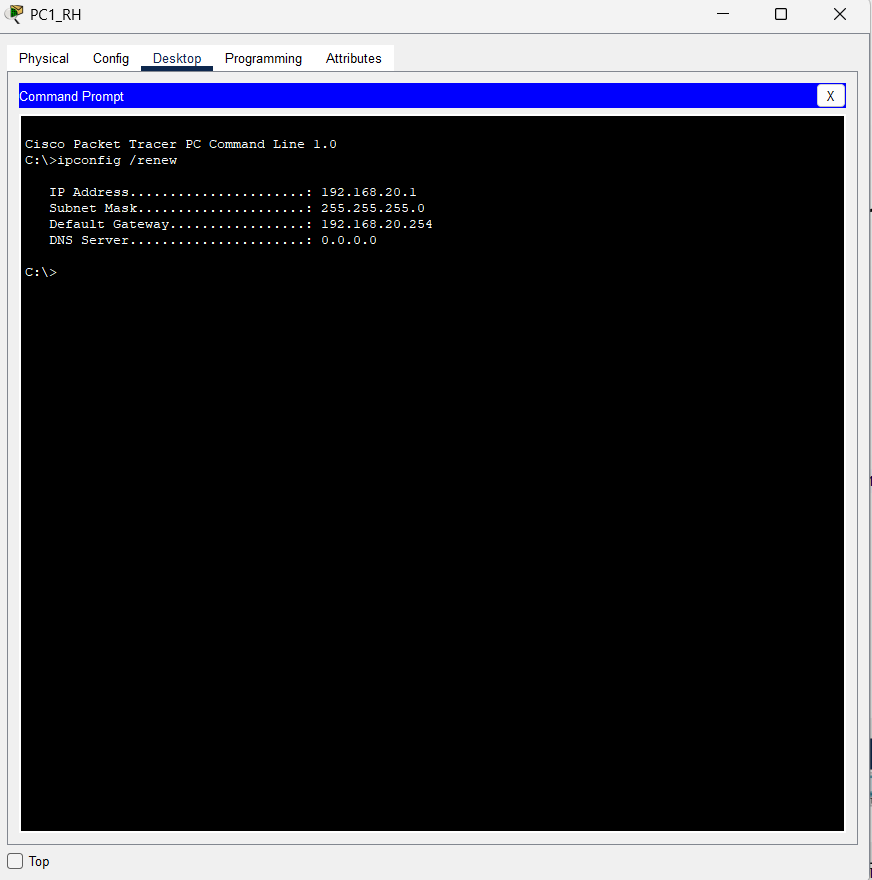 PC1_RH
Physical Config Desktop Programming Attributes
Command Prompt X
Cisco Packet Tracer PC Command Line 1.0
C:\>ipconfig /renew
IP Address......................: 192.168.20.1
Subnet Mask.....................: 255.255.255.0
Default Gateway.................: 192.168.20.254
DNS Server......................: 0.0.0.0
C:\>
Top